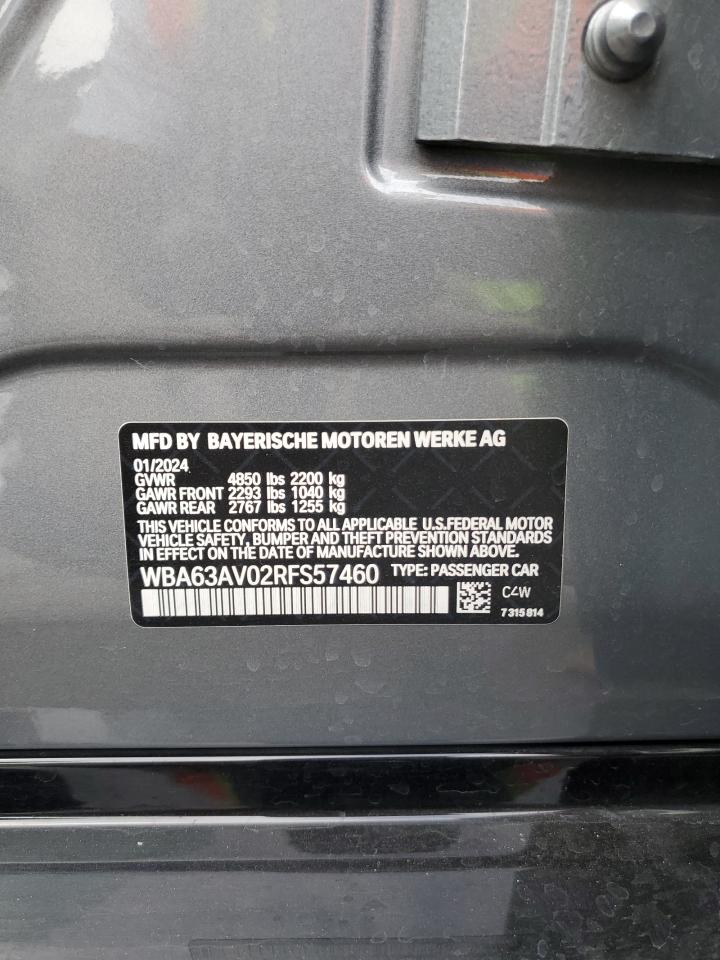 MFD BY BAYERISCHE MOTOREN WERKE AG
01/2024
GVWR 4850 lbs 2200 kg
GAWR FRONT 2293 lbs 1040 kg
GAWR REAR 2767 lbs 1255 kg
THIS VEHICLE CONFORMS TO ALL APPLICABLE U.S.FEDERAL MOTOR
VEHICLE SAFETY, BUMPER AND THEFT PREVENTION STANDARDS
IN EFFECT ON THE DATE OF MANUFACTURE SHOWN ABOVE.
WBA63AV02RFS57460 TYPE: PASSENGER CAR
C4W
7315814